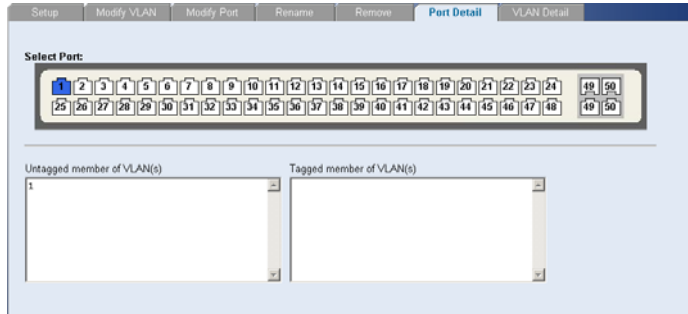 Setup Modify VLAN Modify Port Rename Remove Port Detail VLAN Detail
Select Port:
1 2 3 4 5 6 7 8 9 10 11 12 13 14 15 16 17 18 19 20 21 22 23 24 49 50
25 26 27 28 29 30 31 32 33 34 35 36 37 38 39 40 41 42 43 44 45 46 47 48 49 50
Untagged member of VLAN(s) Tagged member of VLAN(s)
1